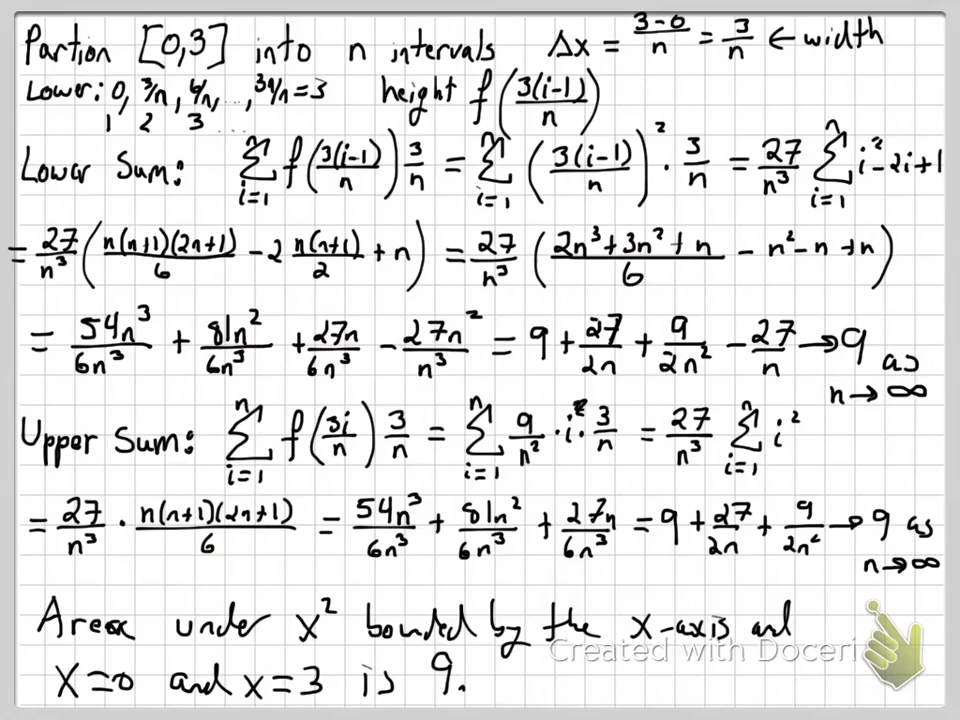 Partion [0,3] into n intervals Δx = (3-0)/n = 3/n ← width
Lower: 0, 3/n, 6/n, ..., 3n/n = 3 height f(3(i-1)/n)
1 2 3 ...
Lower Sum: Σ_{i=1}^{n} f(3(i-1)/n) 3/n = Σ_{i=1}^{n} (3(i-1)/n)² · 3/n = 27/n³ Σ_{i=1}^{n} i²-2i+1
= 27/n³ (n(n+1)(2n+1)/6 - 2 n(n+1)/2 + n) = 27/n³ ((2n³+3n²+n)/6 - n² - n + n)
= 54n³/6n³ + 81n²/6n³ + 27n/6n³ - 27n²/n³ = 9 + 27/2n + 9/2n² - 27/n → 9 as n → ∞
Upper Sum: Σ_{i=1}^{n} f(3i/n) 3/n = Σ_{i=1}^{n} 9/n² · i² · 3/n = 27/n³ Σ_{i=1}^{n} i²
= 27/n³ · n(n+1)(2n+1)/6 = 54n³/6n³ + 81n²/6n³ + 27n/6n³ = 9 + 27/2n + 9/2n² → 9 as n → ∞
Area under x² bounded by the x-axis and
x=0 and x=3 is 9.
Created with Doceri